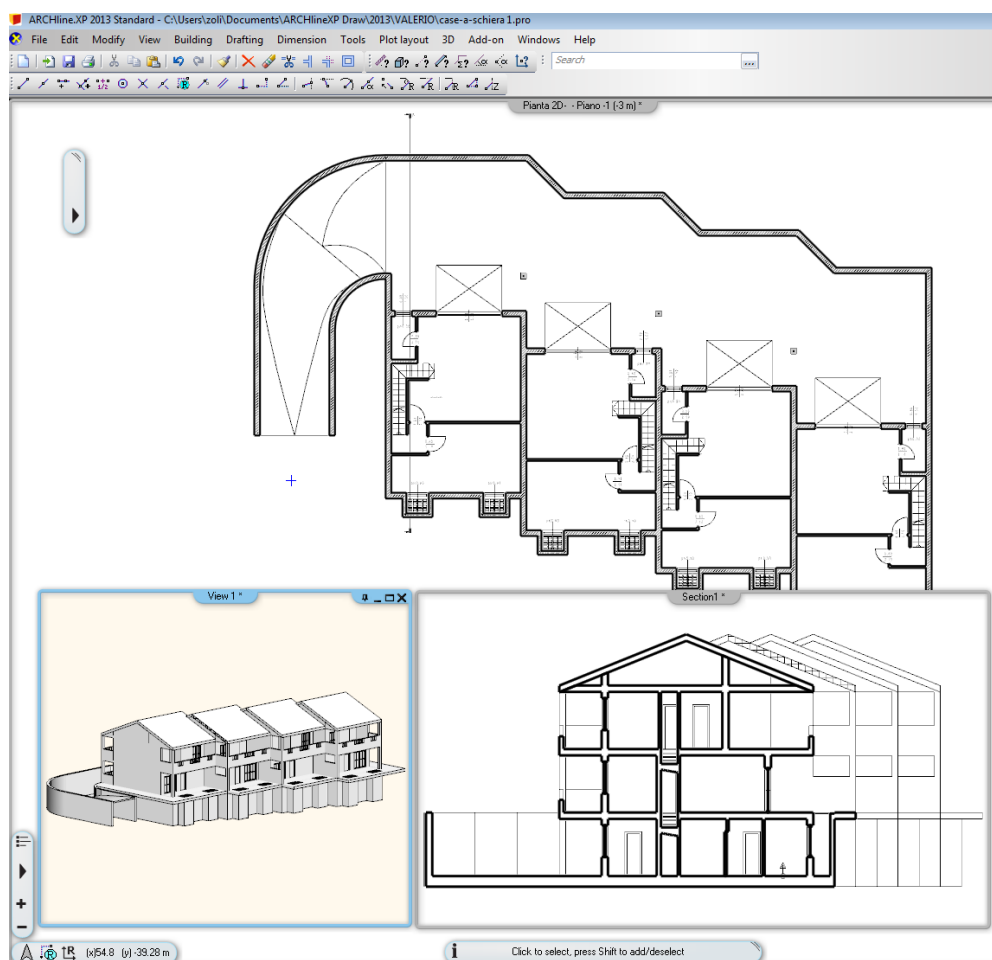 ARCHline.XP 2013 Standard - C:\Users\zoli\Documents\ARCHlineXP Draw\2013\VALERIO\case-a-schiera 1.pro
File Edit Modify View Building Drafting Dimension Tools Plot layout 3D Add-on Windows Help
Search
Pianta 2D- - Piano -1 (-3 m) *
View 1 *
Section1 *
(x)54.8 (y) -39.28 m
Click to select, press Shift to add/deselect